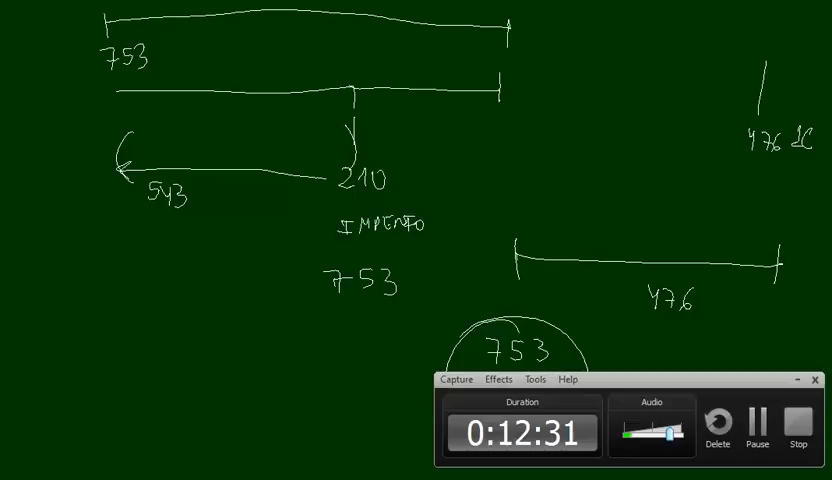 753
476 dC
210
543
IMPENTO
753
476
753
Capture Effects Tools Help
Duration
Audio
0:12:31
Delete Pause Stop